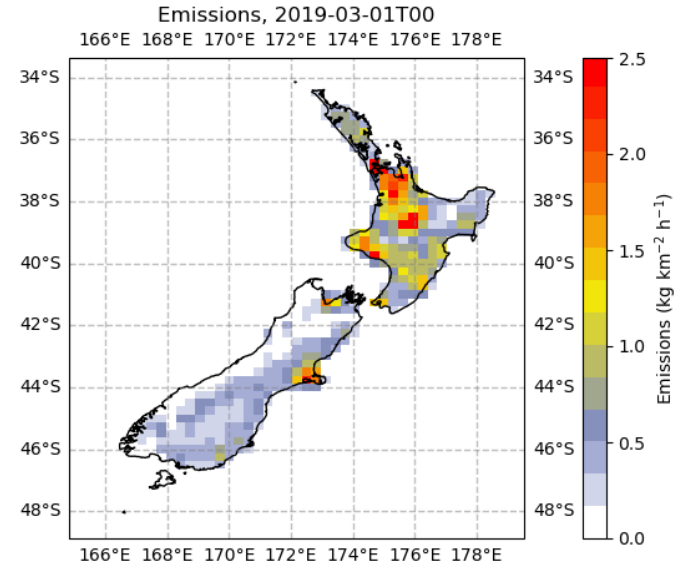 Emissions, 2019-03-01T00
166°E 168°E 170°E 172°E 174°E 176°E 178°E
34°S 34°S
36°S 36°S
38°S 38°S
40°S 40°S
42°S 42°S
44°S 44°S
46°S 46°S
48°S 48°S
166°E 168°E 170°E 172°E 174°E 176°E 178°E
2.5
2.0
1.5
1.0
0.5
0.0
Emissions (kg km⁻² h⁻¹)